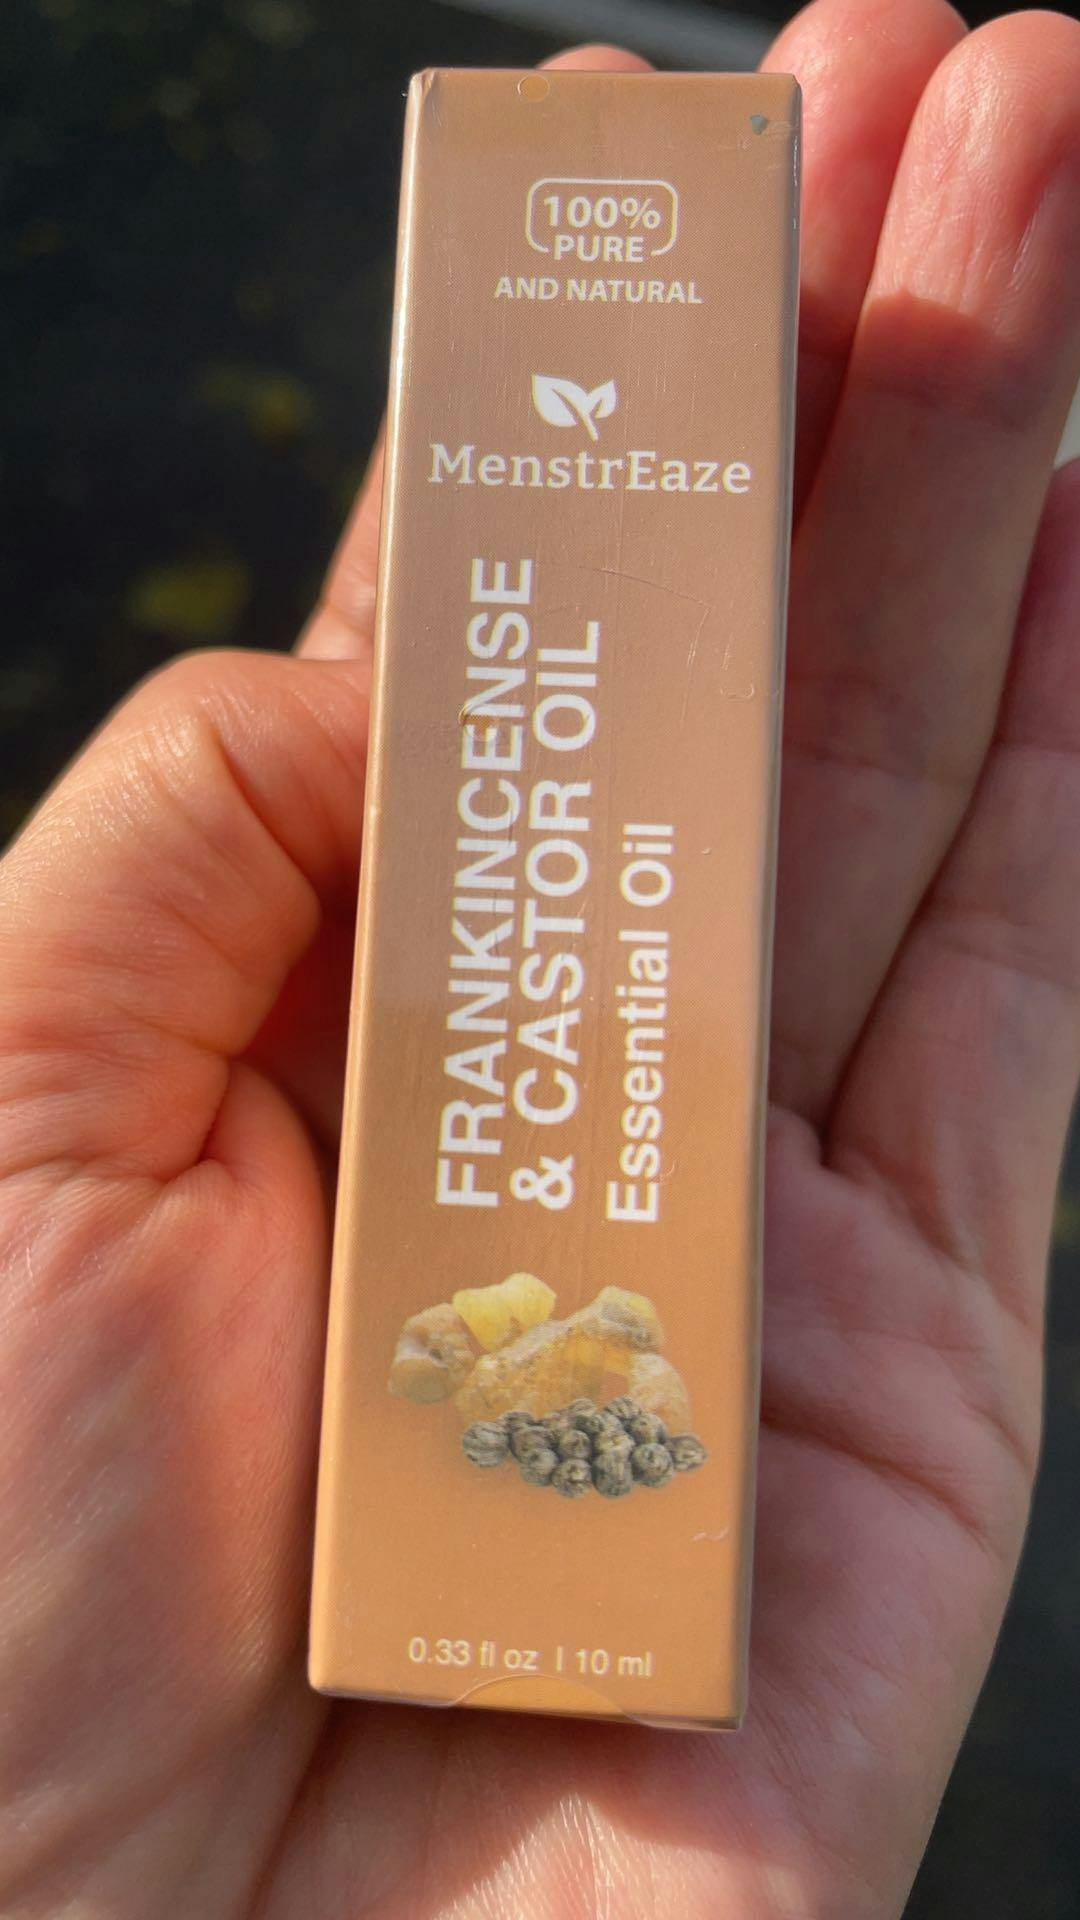 100%
PURE
AND NATURAL
MenstrEaze
FRANKINCENSE
& CASTOR OIL
Essential Oil
0.33 fl oz | 10 ml